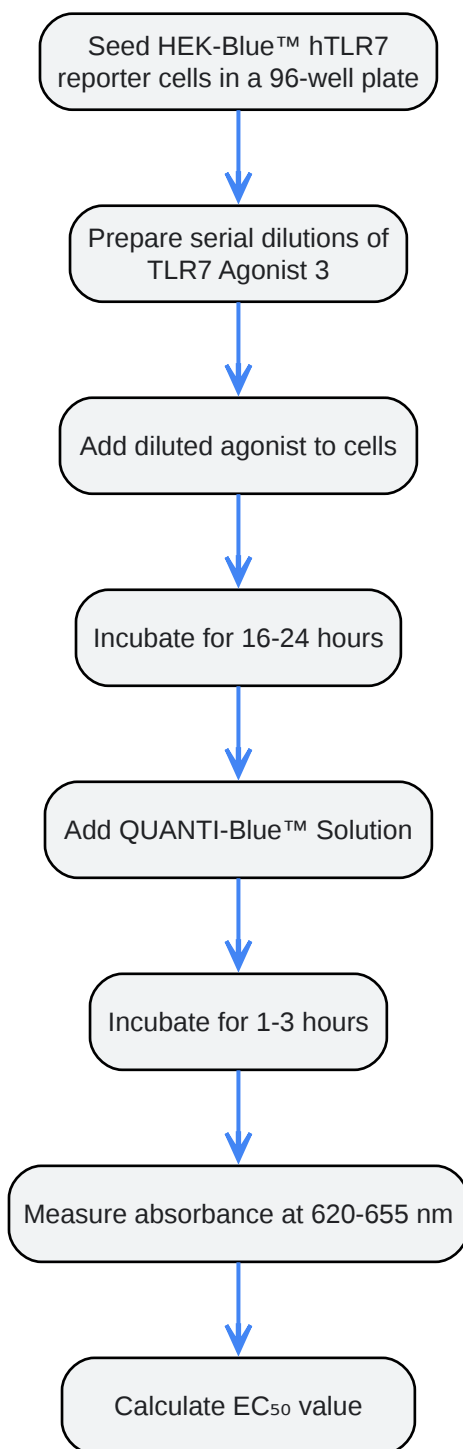 Seed HEK-Blue™ hTLR7
reporter cells in a 96-well plate
Prepare serial dilutions of
TLR7 Agonist 3
Add diluted agonist to cells
Incubate for 16-24 hours
Add QUANTI-Blue™ Solution
Incubate for 1-3 hours
Measure absorbance at 620-655 nm
Calculate EC₅₀ value